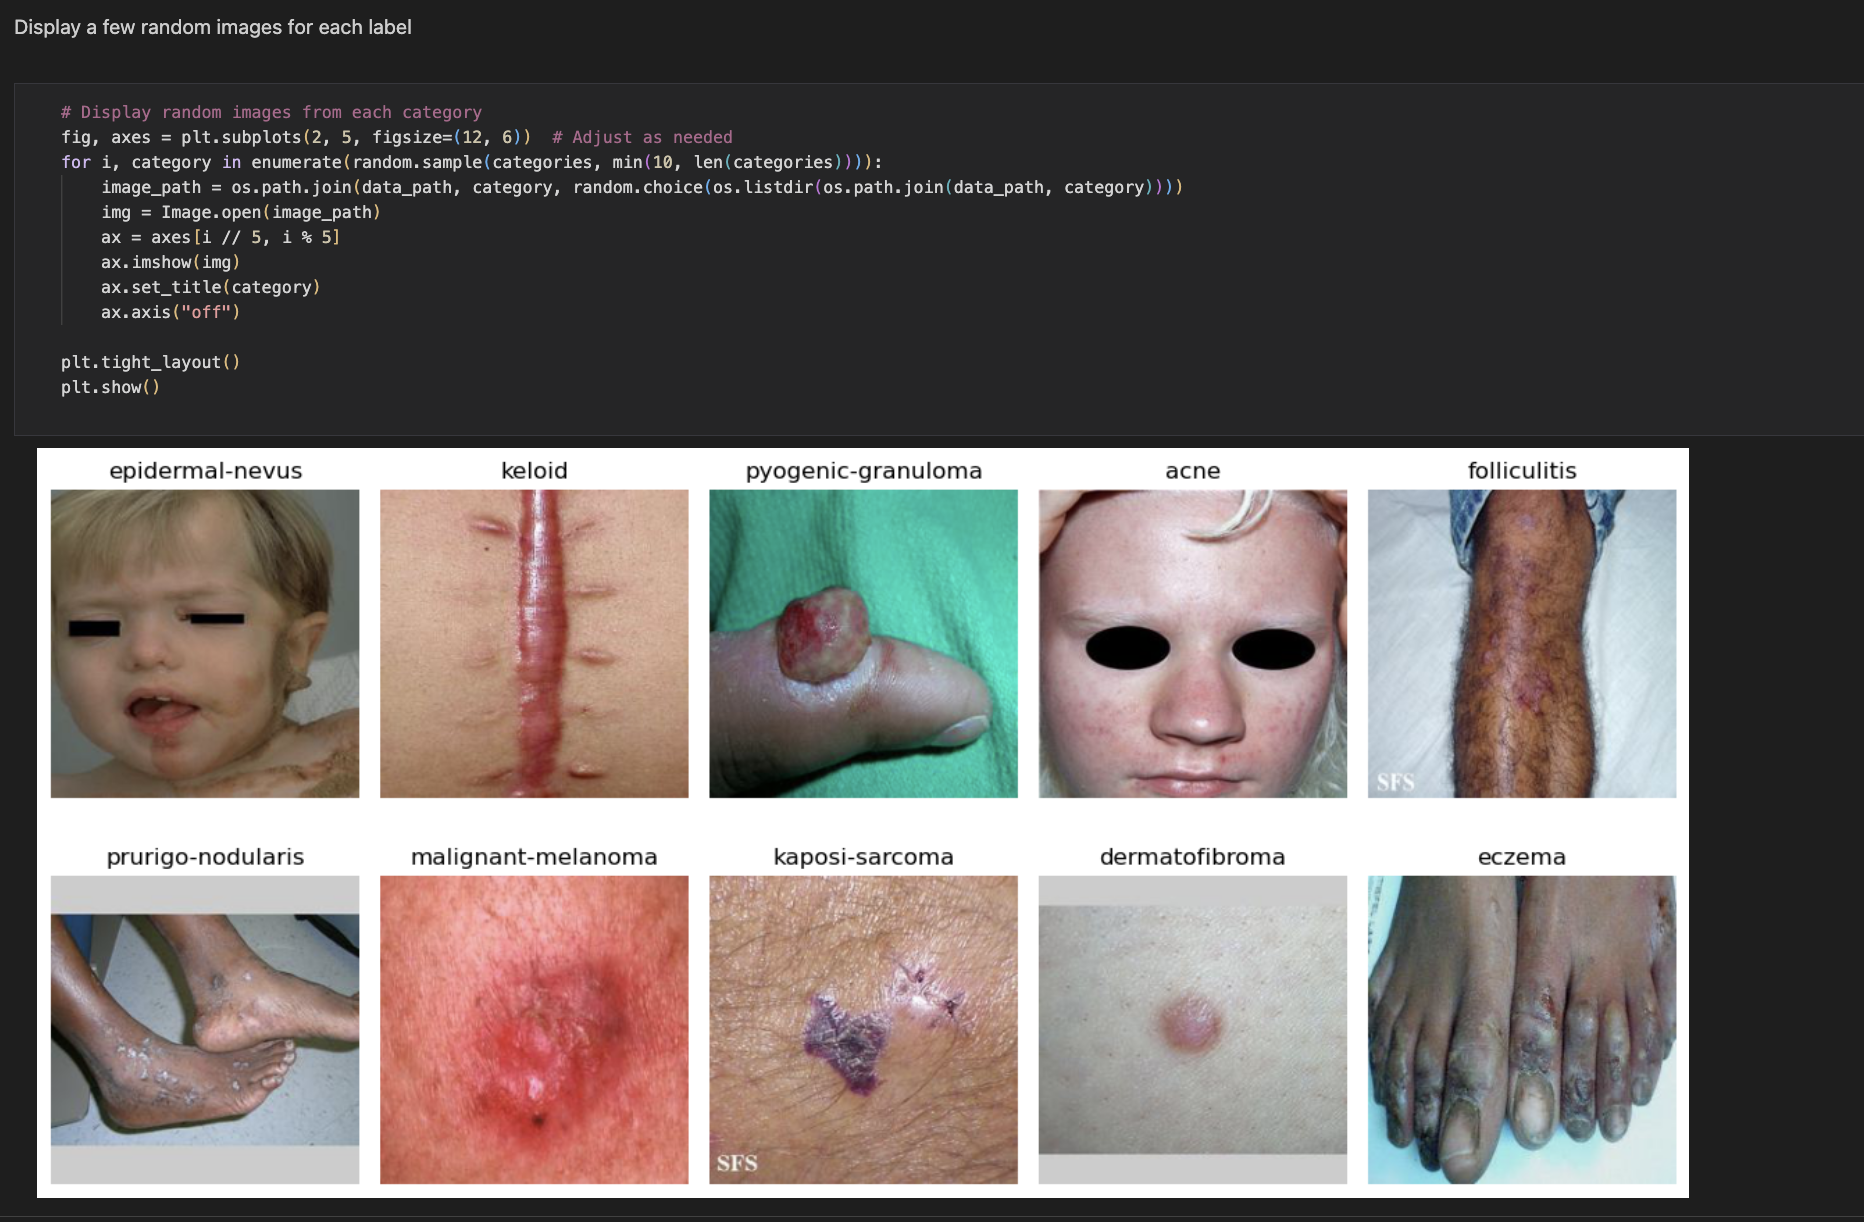 Display a few random images for each label
# Display random images from each category
fig, axes = plt.subplots(2, 5, figsize=(12, 6))  # Adjust as needed
for i, category in enumerate(random.sample(categories, min(10, len(categories)))):
    image_path = os.path.join(data_path, category, random.choice(os.listdir(os.path.join(data_path, category))))
    img = Image.open(image_path)
    ax = axes[i // 5, i % 5]
    ax.imshow(img)
    ax.set_title(category)
    ax.axis("off")
plt.tight_layout()
plt.show()
epidermal-nevus keloid pyogenic-granuloma acne folliculitis
SFS
prurigo-nodularis malignant-melanoma kaposi-sarcoma dermatofibroma eczema
SFS